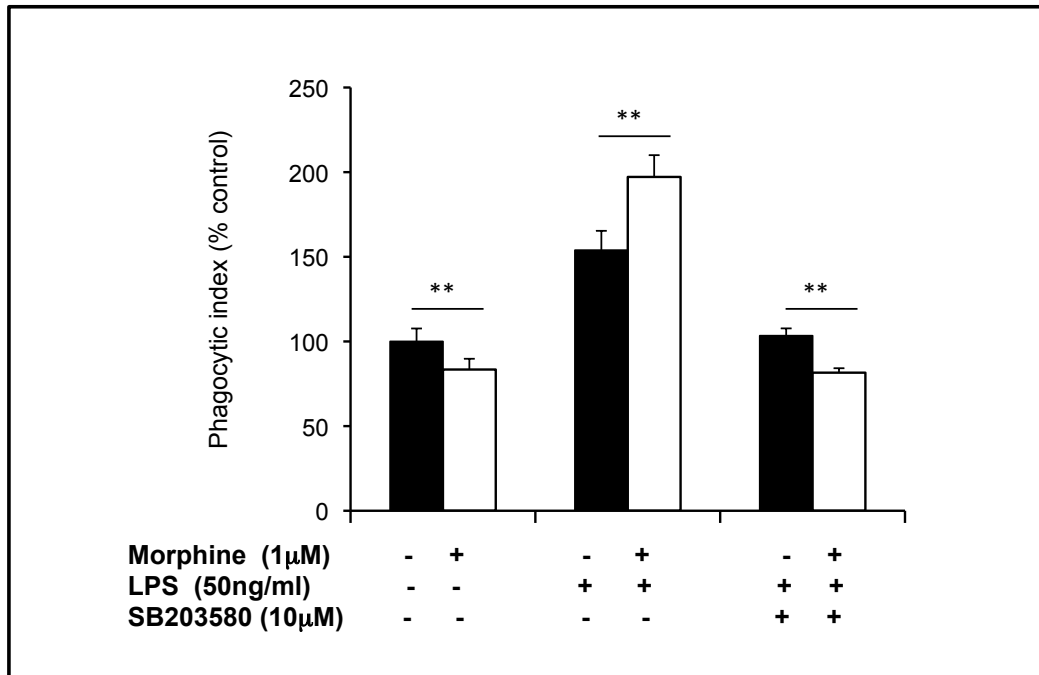 Phagocytic index (% control)
250
200
150
100
50
0
**
**
**
Morphine (1μM) - + - + - +
LPS (50ng/ml) - - + + + +
SB203580 (10μM) - - - - + +